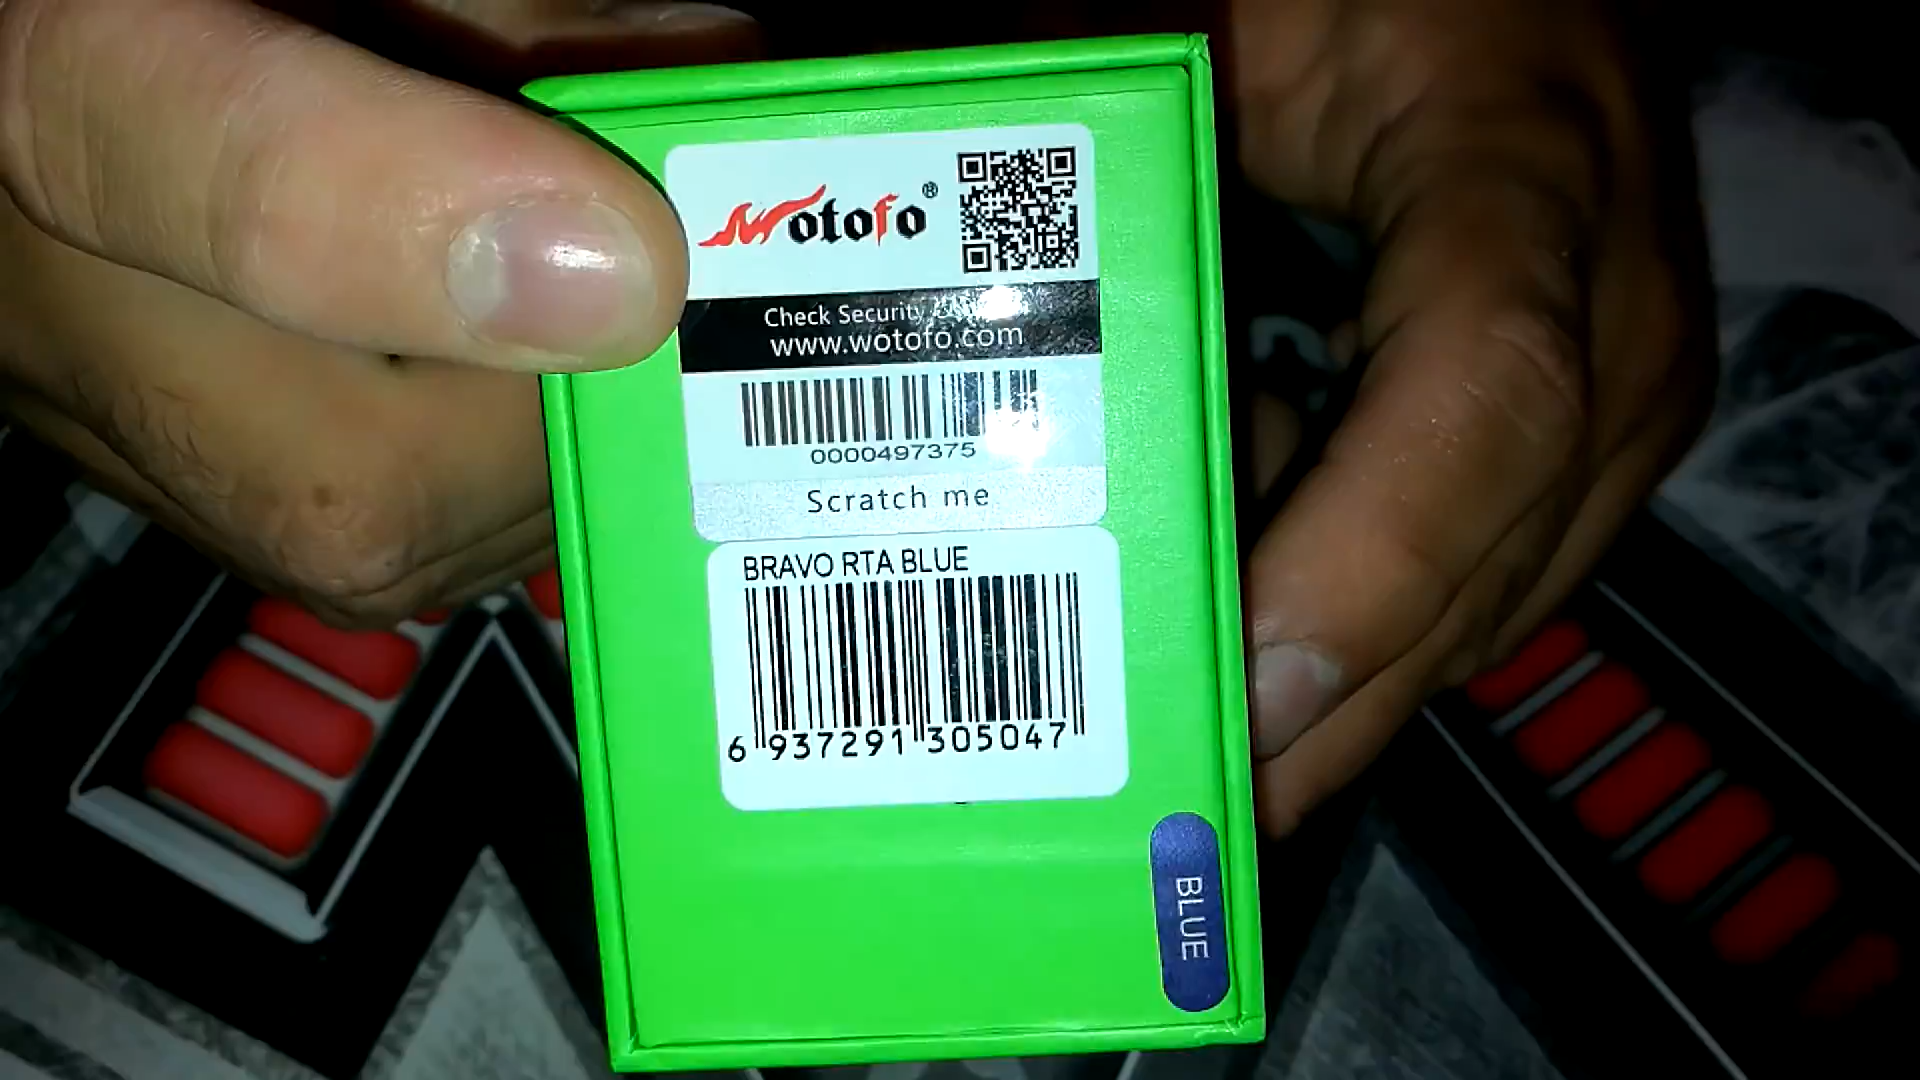 Wotofo®
Check Security
www.wotofo.com
0000497375
Scratch me
BRAVO RTA BLUE
6 937291 305047
BLUE